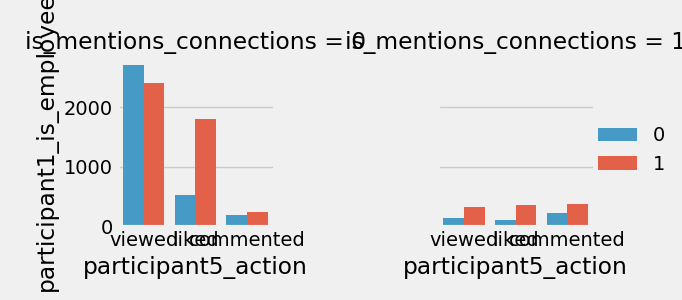 is_mentions_connections = 0
is_mentions_connections = 1
participant1_is_employee
2000
1000
0
0
1
viewed
liked
commented
viewed
liked
commented
participant5_action
participant5_action